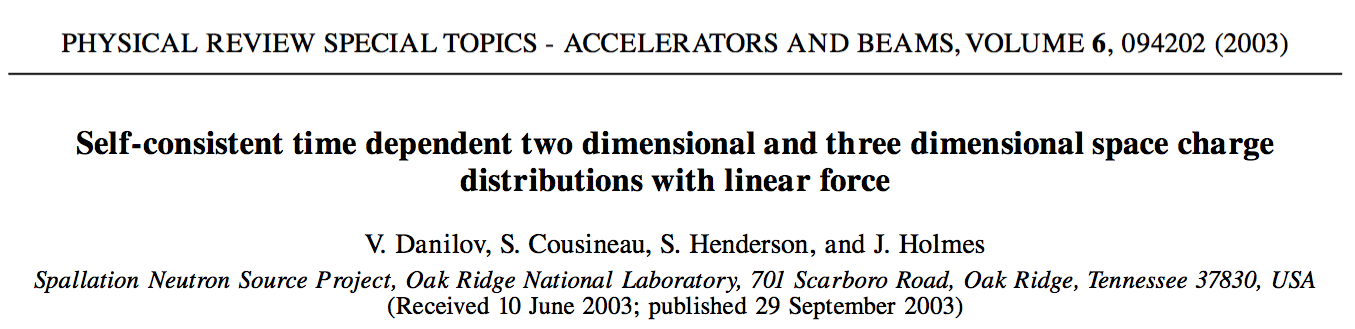 PHYSICAL REVIEW SPECIAL TOPICS - ACCELERATORS AND BEAMS, VOLUME 6, 094202 (2003)
Self-consistent time dependent two dimensional and three dimensional space charge
distributions with linear force
V. Danilov, S. Cousineau, S. Henderson, and J. Holmes
Spallation Neutron Source Project, Oak Ridge National Laboratory, 701 Scarboro Road, Oak Ridge, Tennessee 37830, USA
(Received 10 June 2003; published 29 September 2003)